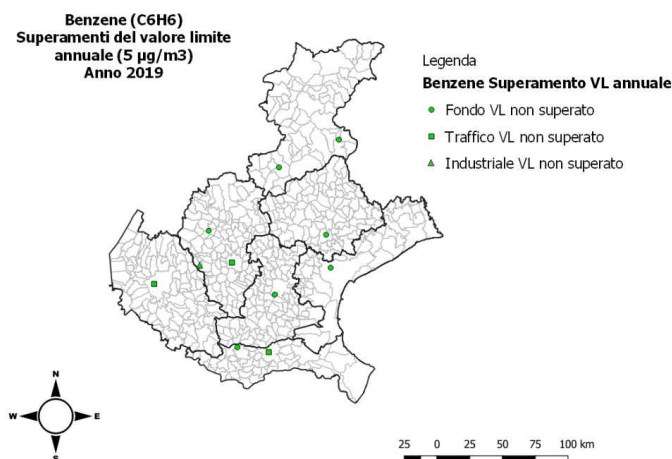 Benzene (C6H6)
Superamenti del valore limite
annuale (5 µg/m3)
Anno 2019
Legenda
Benzene Superamento VL annuale
Fondo VL non superato
Traffico VL non superato
Industriale VL non superato
N
W E
S
25 0 25 50 75 100 km